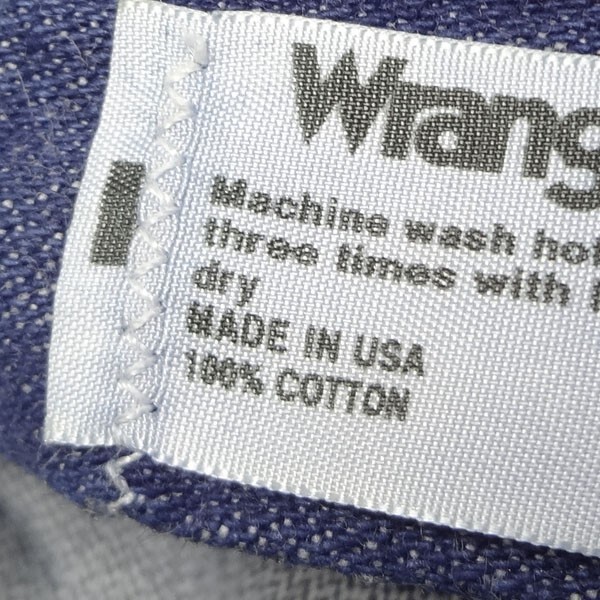 Wrang
Machine wash hot
three times with
dry
MADE IN USA
100% COTTON